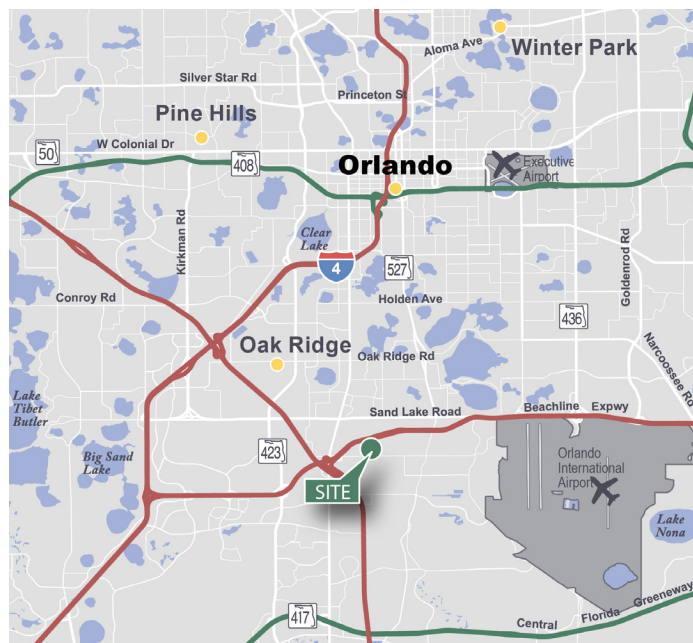 Aloma Ave
Winter Park
Silver Star Rd
Princeton St
Pine Hills
50
W Colonial Dr
408
Orlando
Executive
Airport
Kirkman Rd
Clear
Lake
4
527
Goldenrod Rd
Conroy Rd
Holden Ave
436
Oak Ridge
Oak Ridge Rd
Narcoossee Rd
Lake
Tibet
Butler
Sand Lake Road
Beachline Expwy
Big Sand
Lake
423
Orlando
International
Airport
SITE
Lake
Nona
417
Central Florida Greeneway